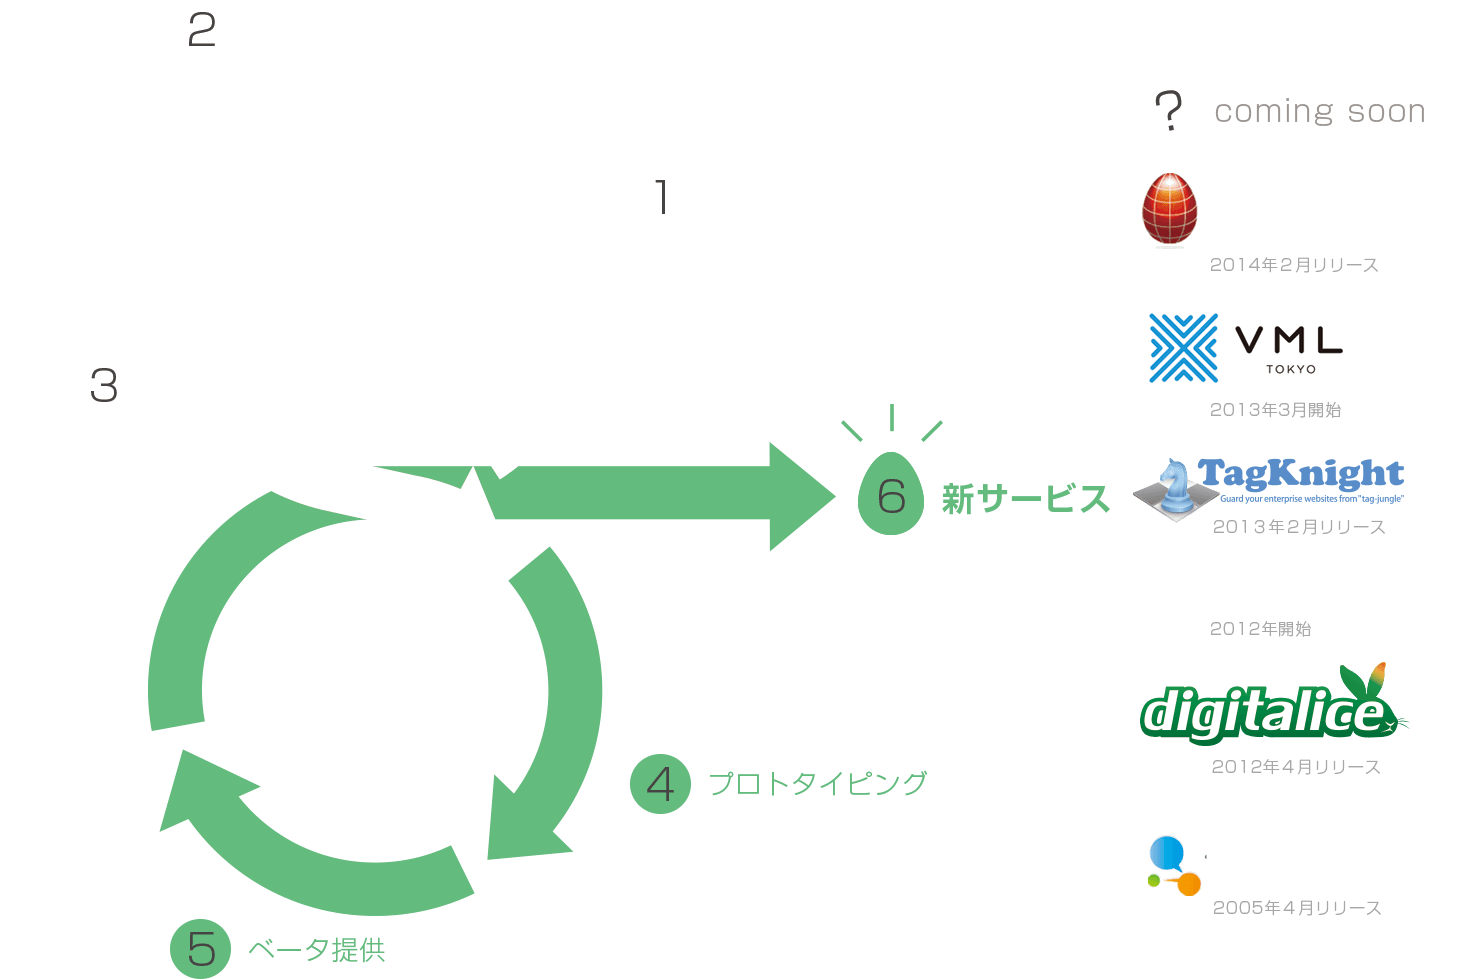 2
? coming soon
1
2014年２月リリース
VML
TOKYO
2013年3月開始
3
6 新サービス
TagKnight
Guard your enterprise websites from "tag-jungle"
2013年２月リリース
2012年開始
digitalice
2012年４月リリース
4 プロトタイピング
2005年４月リリース
5 ベータ提供